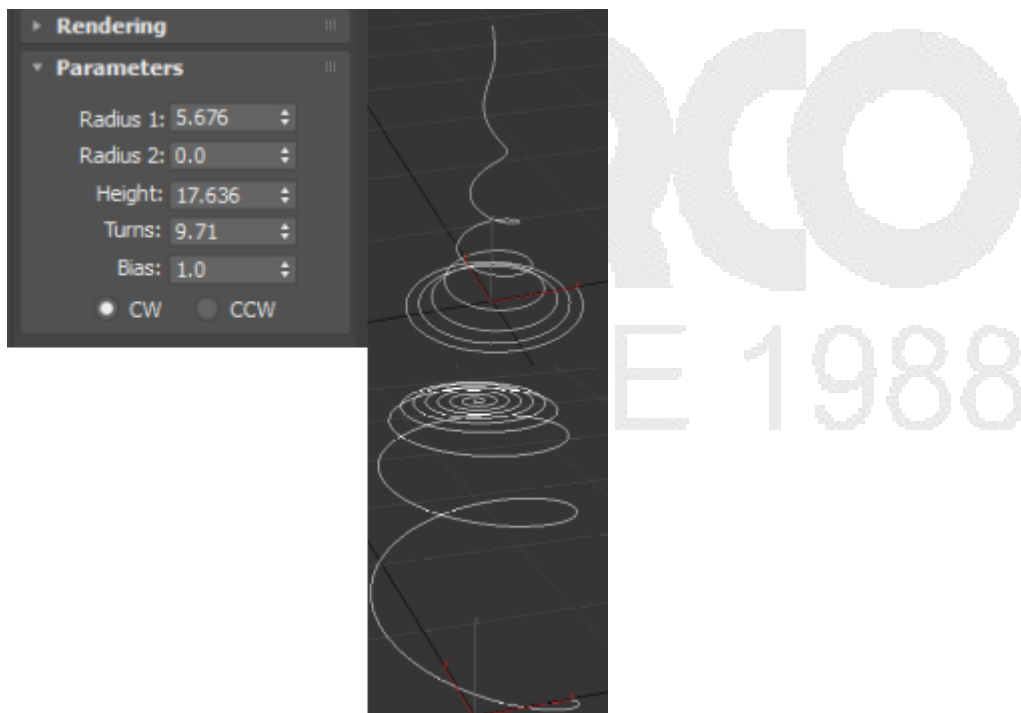 Rendering
Parameters
Radius 1: 5.676
Radius 2: 0.0
Height: 17.636
Turns: 9.71
Bias: 1.0
CW CCW
RCO
E 1988